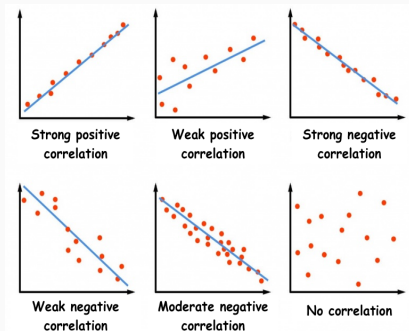 Strong positive
correlation
Weak positive
correlation
Strong negative
correlation
Weak negative
correlation
Moderate negative
correlation
No correlation